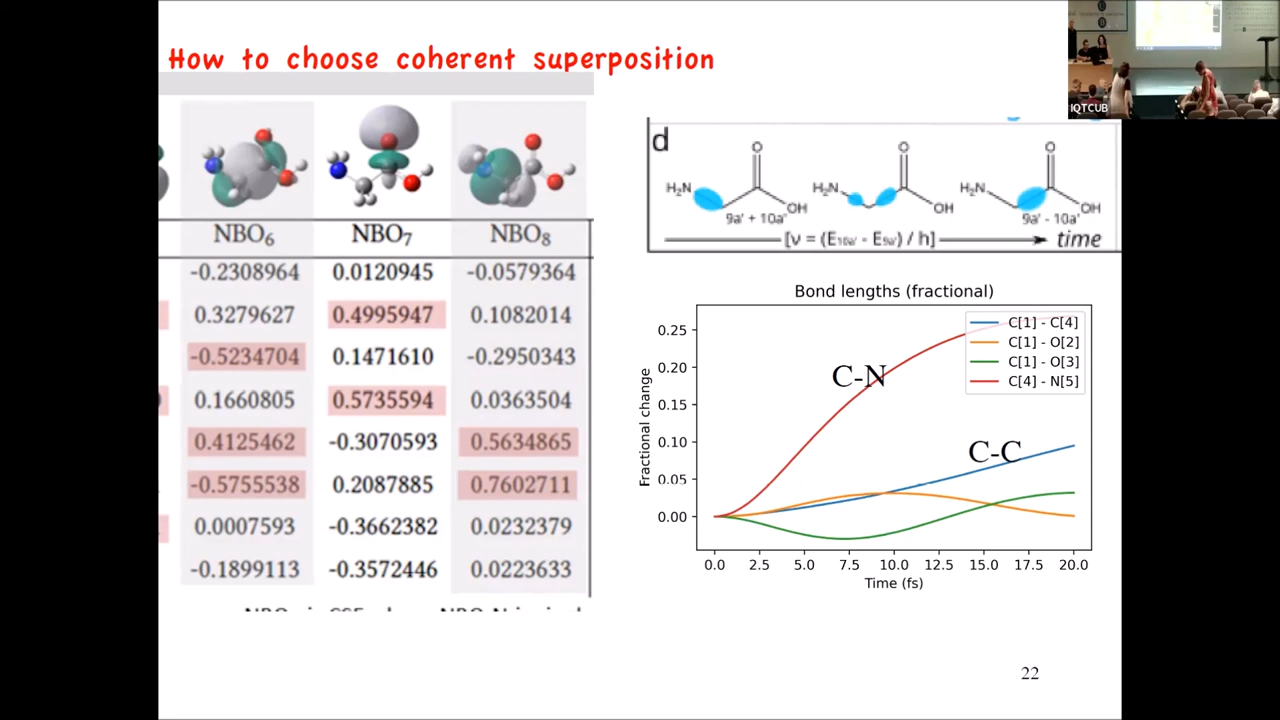 How to choose coherent superposition
NBO6 NBO7 NBO8
-0.2308964 0.0120945 -0.0579364
0.3279627 0.4995947 0.1082014
-0.5234704 0.1471610 -0.2950343
0.1660805 0.5735594 0.0363504
0.4125462 -0.3070593 0.5634865
-0.5755538 0.2087885 0.7602711
0.0007593 -0.3662382 0.0232379
-0.1899113 -0.3572446 0.0223633
IQTCUB
d
O O O
H₂N H₂N H₂N
OH OH OH
9a' + 10a' 9a' - 10a'
[ν = (E10a' - E9a') / h] time
Bond lengths (fractional)
C[1] - C[4]
C[1] - O[2]
C[1] - O[3]
C[4] - N[5]
C-N
C-C
Fractional change
0.25
0.20
0.15
0.10
0.05
0.00
0.0 2.5 5.0 7.5 10.0 12.5 15.0 17.5 20.0
Time (fs)
22